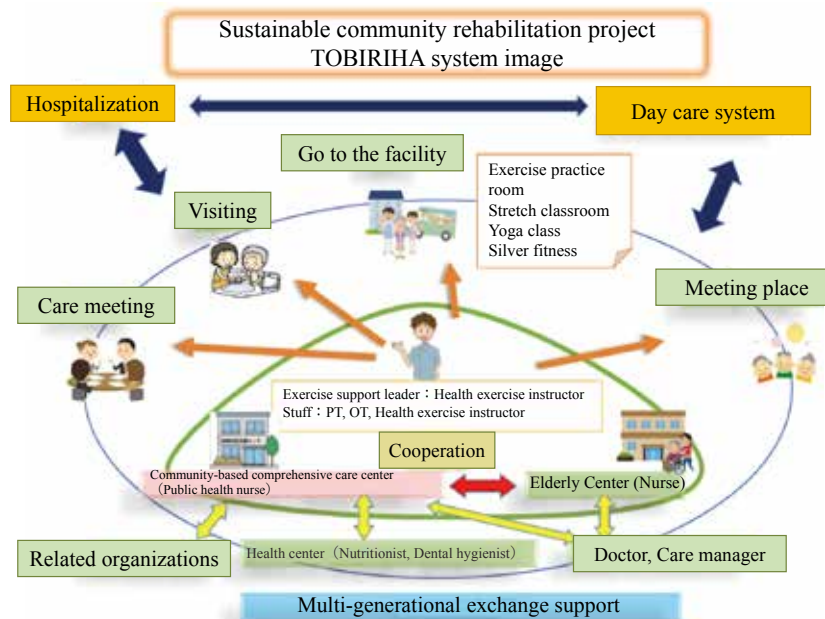 Sustainable community rehabilitation project
TOBIRIHA system image
Hospitalization
Day care system
Go to the facility
Exercise practice
room
Stretch classroom
Yoga class
Silver fitness
Visiting
Meeting place
Care meeting
Exercise support leader：Health exercise instructor
Stuff：PT, OT, Health exercise instructor
Cooperation
Community-based comprehensive care center
（Public health nurse）
Elderly Center (Nurse)
Related organizations
Health center（Nutritionist, Dental hygienist）
Doctor, Care manager
Multi-generational exchange support